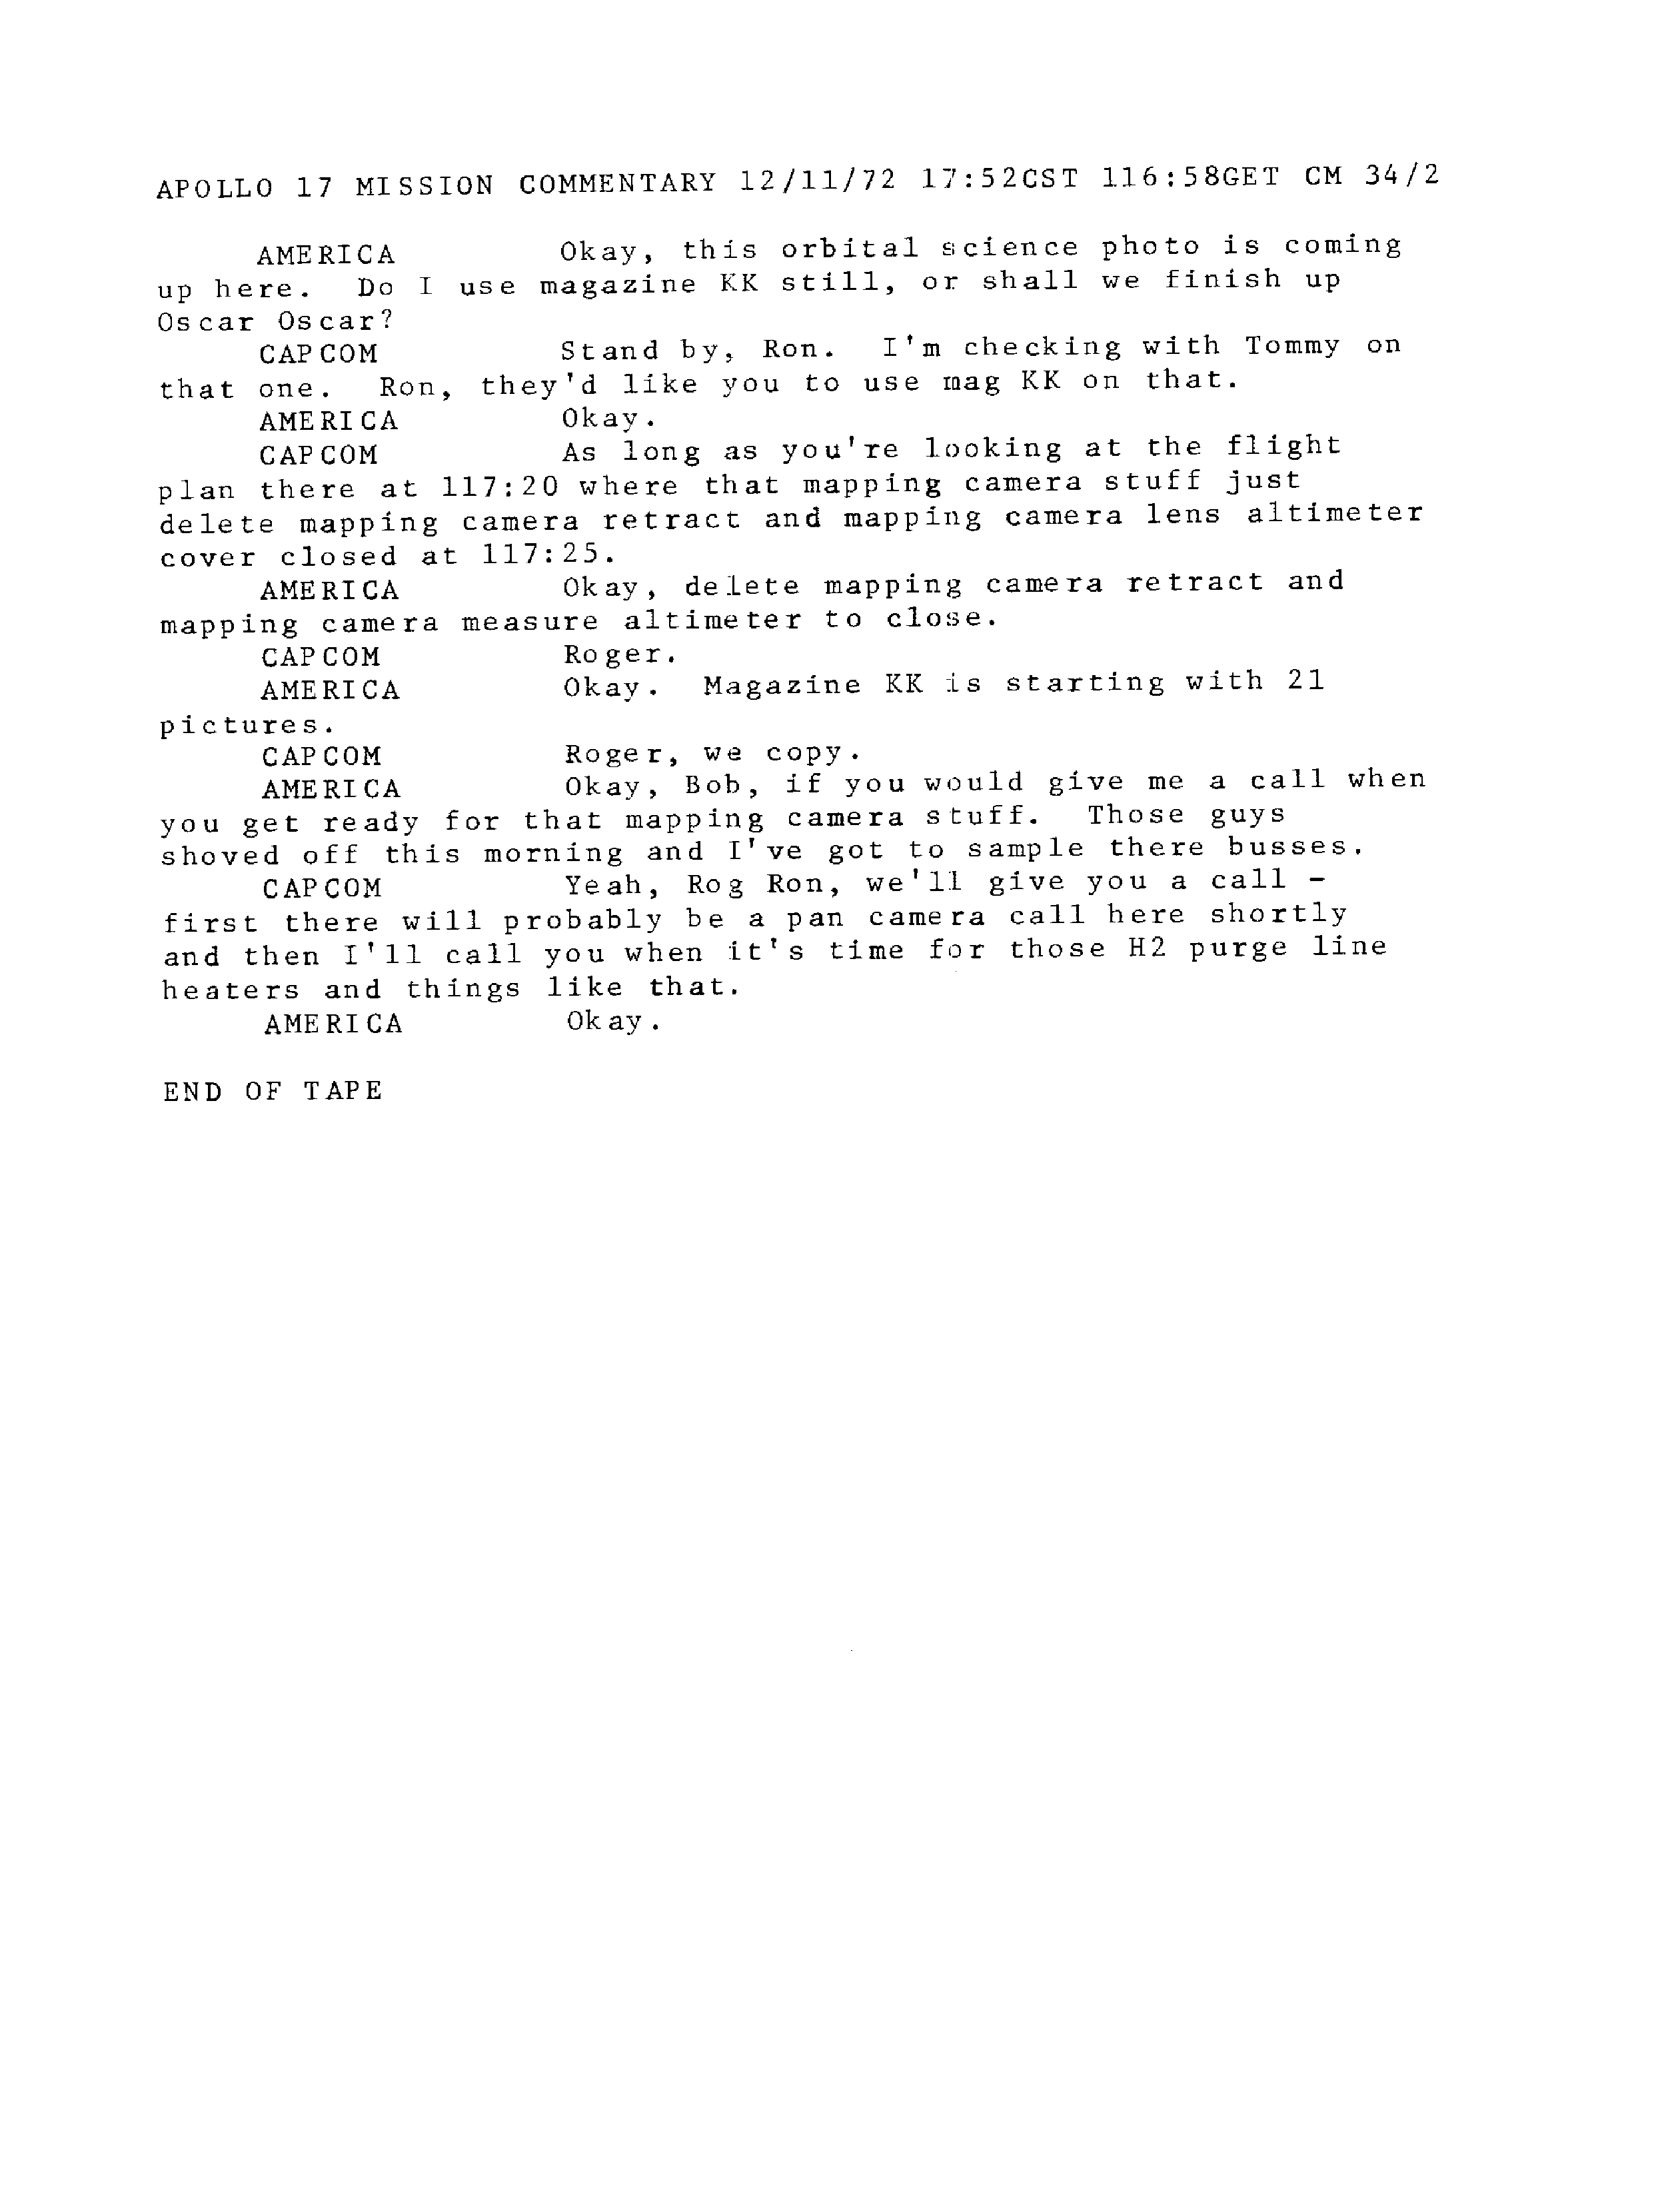 APOLLO 17 MISSION COMMENTARY 12/11/72 17:52CST 116:58GET CM 34/2
AMERICA Okay, this orbital science photo is coming
up here. Do I use magazine KK still, or shall we finish up
Oscar Oscar?
CAPCOM Stand by, Ron. I'm checking with Tommy on
that one. Ron, they'd like you to use mag KK on that.
AMERICA Okay.
CAPCOM As long as you're looking at the flight
plan there at 117:20 where that mapping camera stuff just
delete mapping camera retract and mapping camera lens altimeter
cover closed at 117:25.
AMERICA Okay, delete mapping camera retract and
mapping camera measure altimeter to close.
CAPCOM Roger.
AMERICA Okay. Magazine KK is starting with 21
pictures.
CAPCOM Roger, we copy.
AMERICA Okay, Bob, if you would give me a call when
you get ready for that mapping camera stuff. Those guys
shoved off this morning and I've got to sample there busses.
CAPCOM Yeah, Rog Ron, we'll give you a call -
first there will probably be a pan camera call here shortly
and then I'll call you when it's time for those H2 purge line
heaters and things like that.
AMERICA Okay.
END OF TAPE